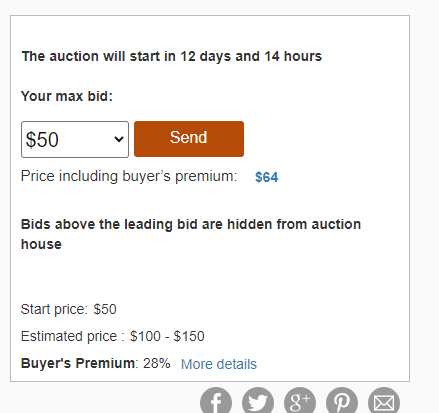 The auction will start in 12 days and 14 hours
Your max bid:
$50 Send
Price including buyer's premium: $64
Bids above the leading bid are hidden from auction
house
Start price: $50
Estimated price : $100 - $150
Buyer's Premium: 28% More details
f g+